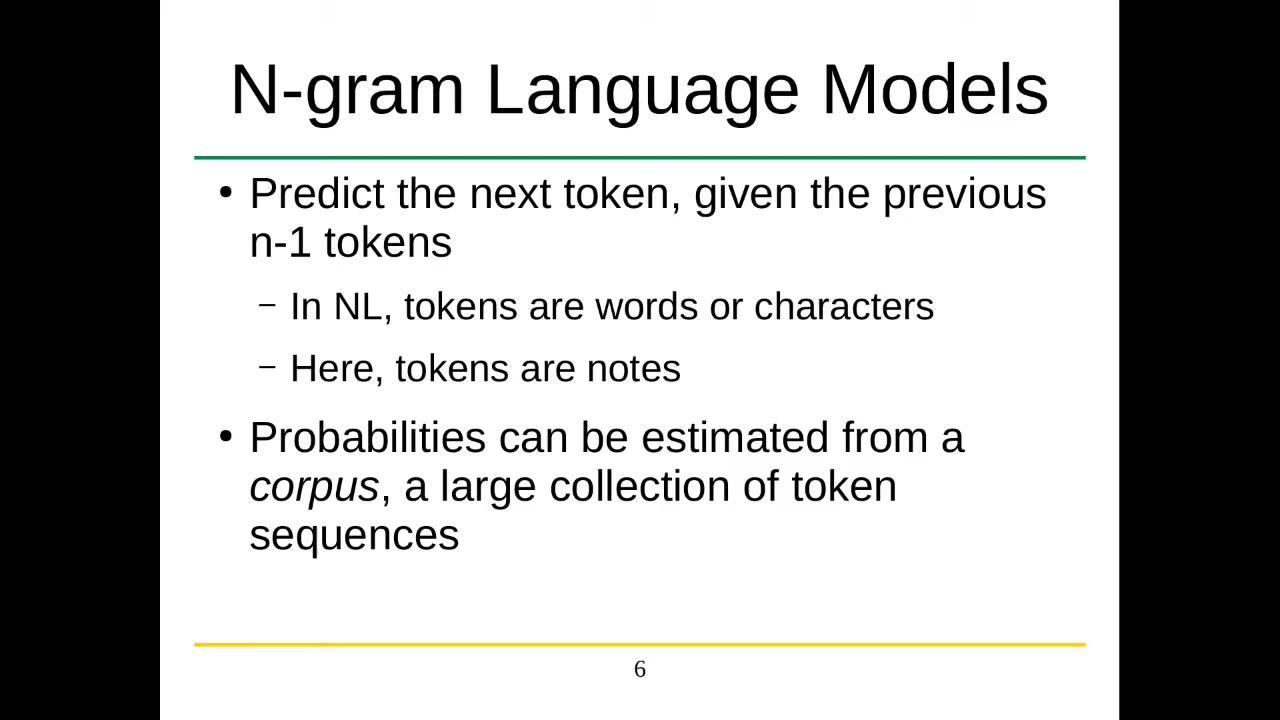 N-gram Language Models
• Predict the next token, given the previous
n-1 tokens
– In NL, tokens are words or characters
– Here, tokens are notes
• Probabilities can be estimated from a
corpus, a large collection of token
sequences
6